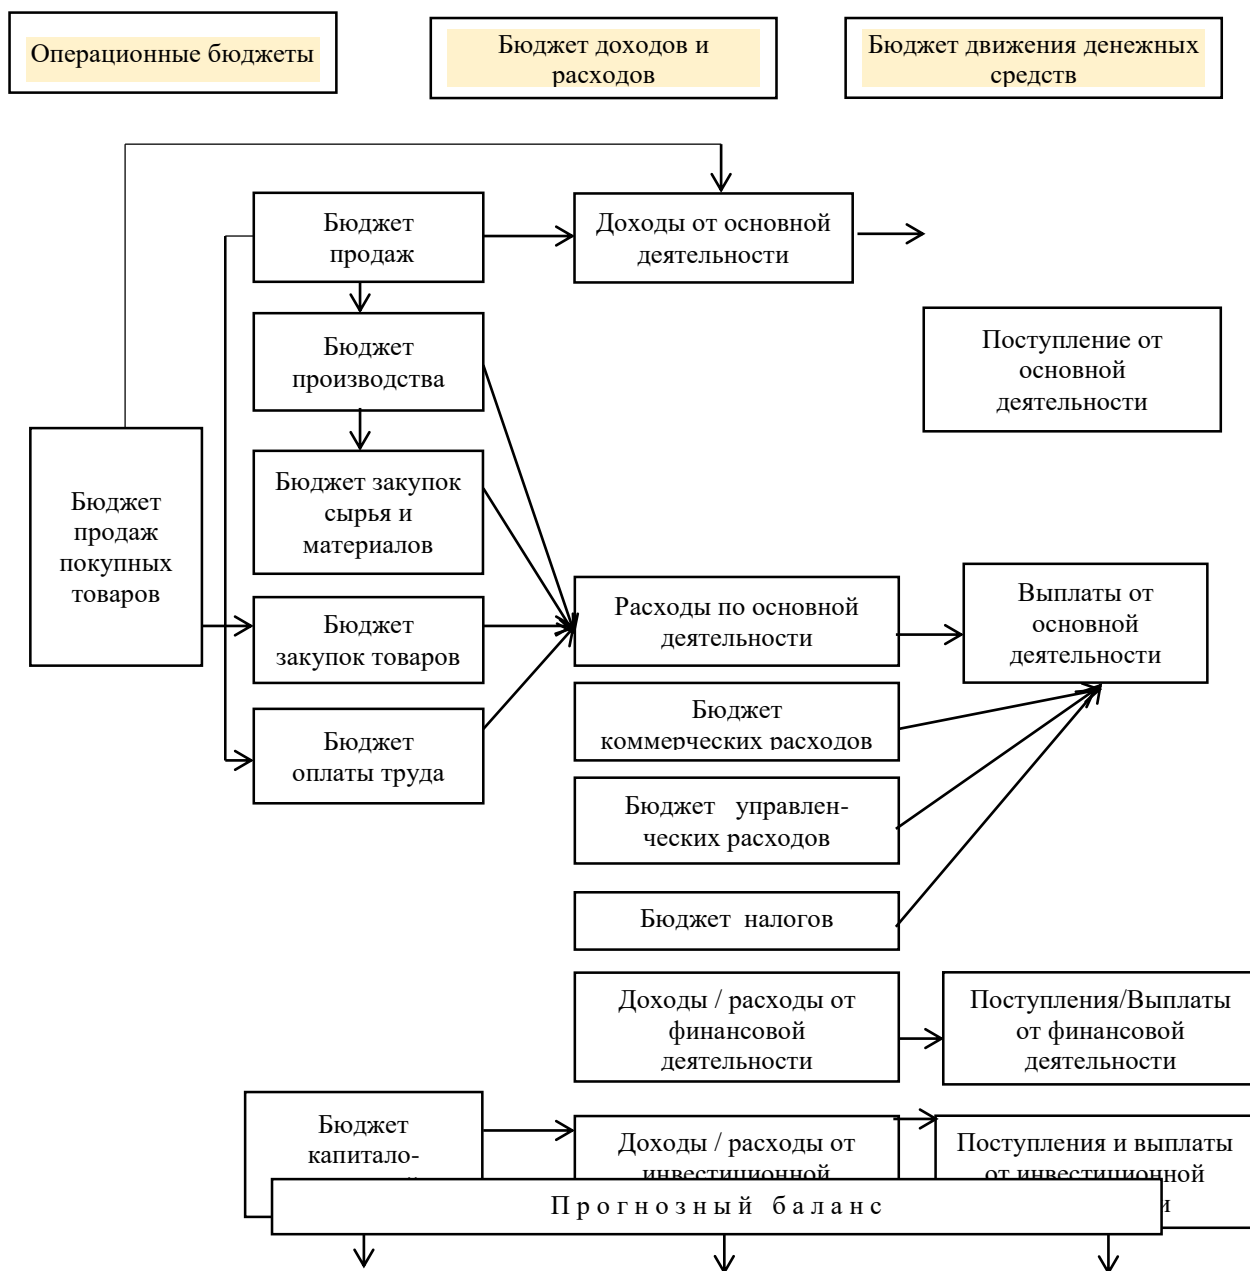 Операционные бюджеты
Бюджет доходов и
расходов
Бюджет движения денежных
средств
Бюджет
продаж
Доходы от основной
деятельности
Бюджет
производства
Поступление от
основной
деятельности
Бюджет закупок
сырья и
материалов
Бюджет
продаж
покупных
товаров
Бюджет
закупок товаров
Расходы по основной
деятельности
Выплаты от
основной
деятельности
Бюджет
оплаты труда
Бюджет
коммерческих расходов
Бюджет управлен-
ческих расходов
Бюджет налогов
Доходы / расходы от
финансовой
деятельности
Поступления/Выплаты
от финансовой
деятельности
Бюджет
капитало-
Доходы / расходы от
инвестиционной
Поступления и выплаты
от инвестиционной
Прогнозный баланс